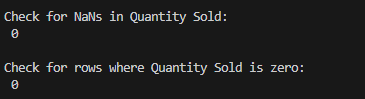 Check for NaNs in Quantity Sold:
0
Check for rows where Quantity Sold is zero:
0